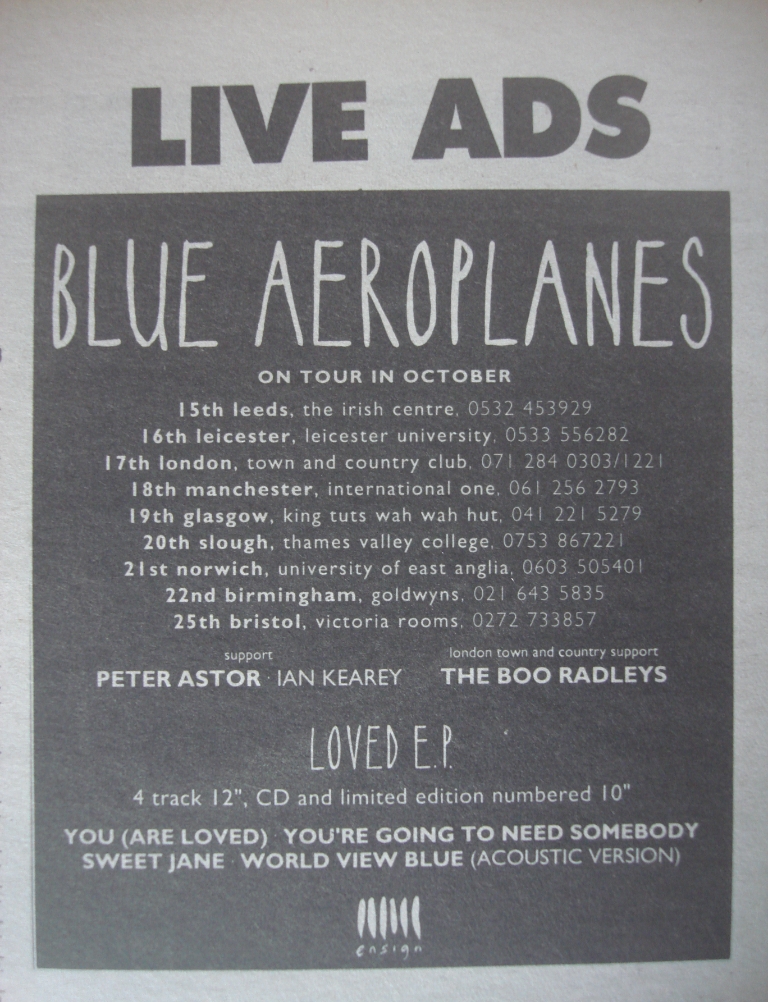 LIVE ADS
BLUE AEROPLANES
ON TOUR IN OCTOBER
15th leeds, the irish centre, 0532 453929
16th leicester, leicester university, 0533 556282
17th london, town and country club, 071 284 0303/1221
18th manchester, international one, 061 256 2793
19th glasgow, king tuts wah wah hut, 041 221 5279
20th slough, thames valley college, 0753 867221
21st norwich, university of east anglia, 0603 505401
22nd birmingham, goldwyns, 021 643 5835
25th bristol, victoria rooms, 0272 733857
support
PETER ASTOR · IAN KEAREY
london town and country support
THE BOO RADLEYS
LOVED E.P.
4 track 12", CD and limited edition numbered 10"
YOU (ARE LOVED) · YOU'RE GOING TO NEED SOMEBODY
SWEET JANE · WORLD VIEW BLUE (ACOUSTIC VERSION)
ensign